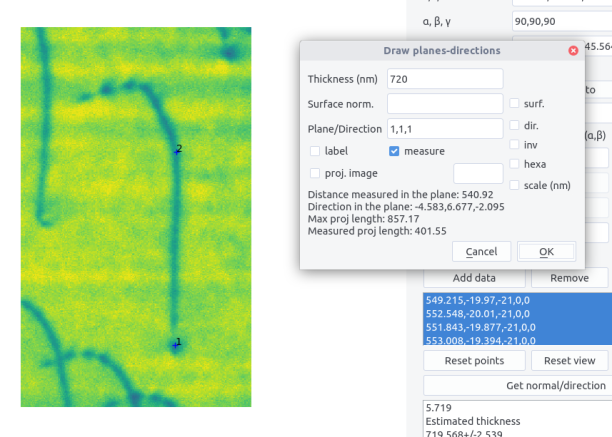 α, β, γ
90,90,90
Draw planes-directions
45.564
Thickness (nm)
720
to
Surface norm.
surf.
Plane/Direction
1,1,1
dir.
(α,β)
label
measure
inv
proj. image
hexa
scale (nm)
Distance measured in the plane: 540.92
Direction in the plane: -4.583,6.677,-2.095
Max proj length: 857.17
Measured proj length: 401.55
Cancel
OK
2
1
Add data
Remove
549.215,-19.97,-21,0,0
552.548,-20.01,-21,0,0
551.843,-19.877,-21,0,0
553.008,-19.394,-21,0,0
Reset points
Reset view
Get normal/direction
5.719
Estimated thickness
719.568+/-2.539